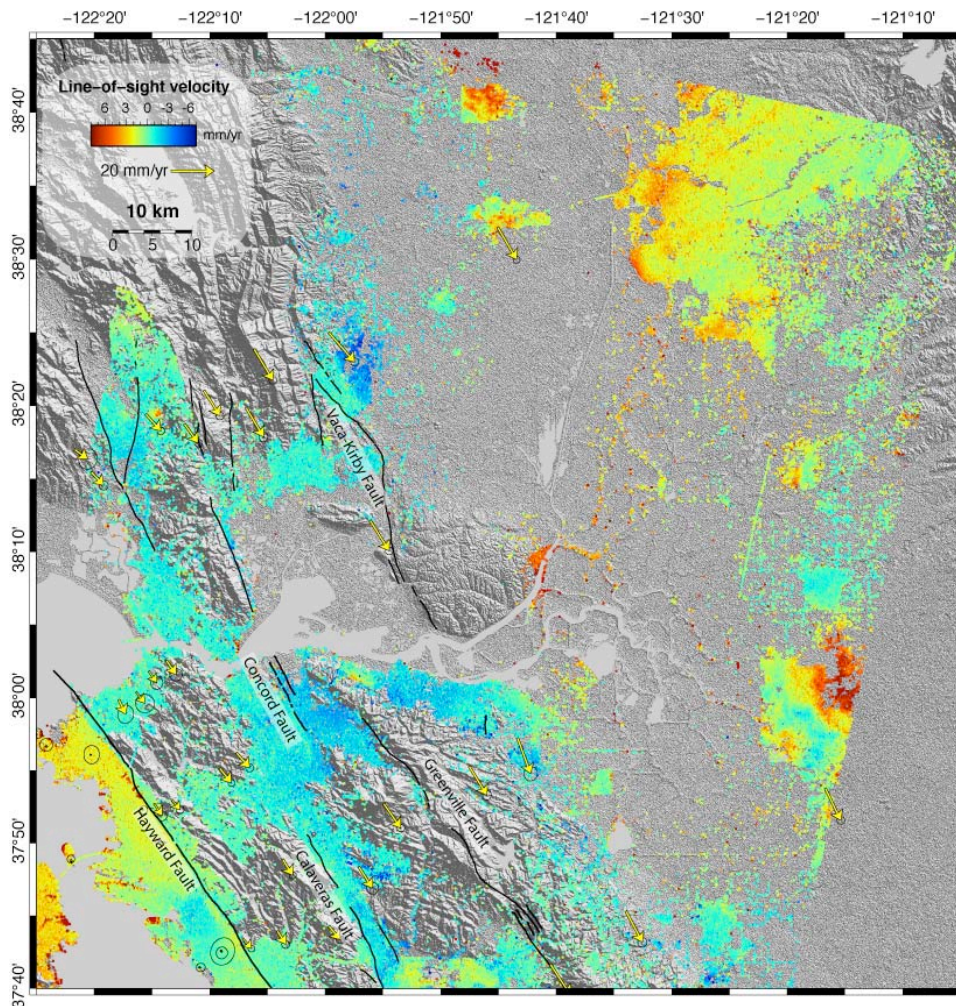 −122°20' −122°10' −122°00' −121°50' −121°40' −121°30' −121°20' −121°10'
38°40'
38°30'
38°20'
38°10'
38°00'
37°50'
37°40'
Line−of−sight velocity
6 3 0 -3 -6
mm/yr
20 mm/yr
10 km
0 5 10
Vaca-Kirby Fault
Concord Fault
Greenville Fault
Hayward Fault
Calaveras Fault